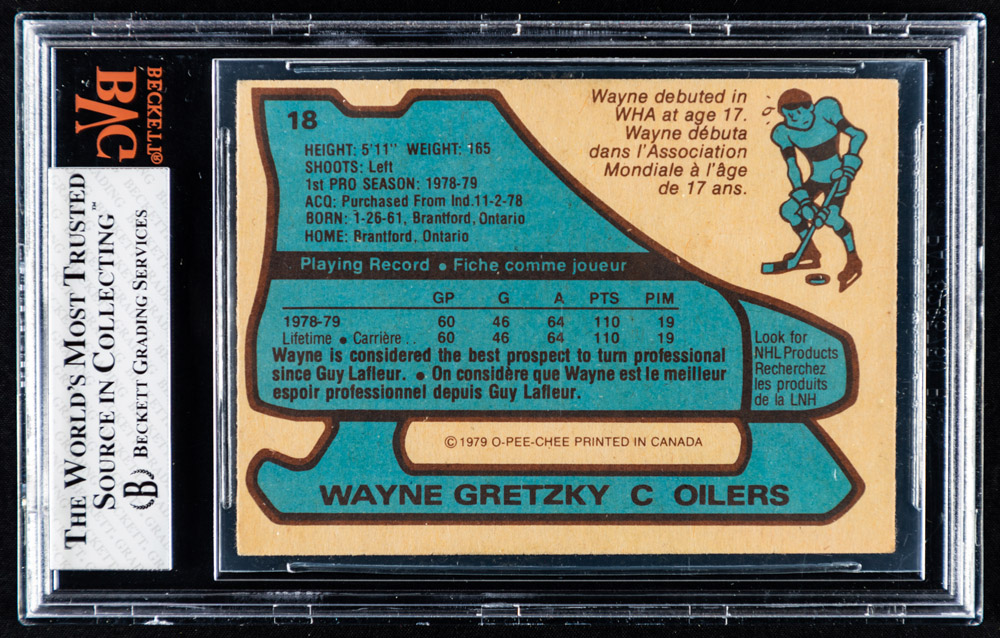 BECKETT®
BVG
THE WORLD'S MOST TRUSTED™
SOURCE IN COLLECTING
B BECKETT GRADING SERVICES
18
HEIGHT: 5'11" WEIGHT: 165
SHOOTS: Left
1st PRO SEASON: 1978-79
ACQ: Purchased From Ind.11-2-78
BORN: 1-26-61, Brantford, Ontario
HOME: Brantford, Ontario
Wayne debuted in
WHA at age 17.
Wayne débuta
dans l'Association
Mondiale à l'âge
de 17 ans.
Playing Record • Fiche comme joueur
GP G A PTS PIM
1978-79 60 46 64 110 19
Lifetime • Carrière .. 60 46 64 110 19
Wayne is considered the best prospect to turn professional
since Guy Lafleur. • On considère que Wayne est le meilleur
espoir professionnel depuis Guy Lafleur.
Look for
NHL Products
Recherchez
les produits
de la LNH
© 1979 O-PEE-CHEE PRINTED IN CANADA
WAYNE GRETZKY C OILERS